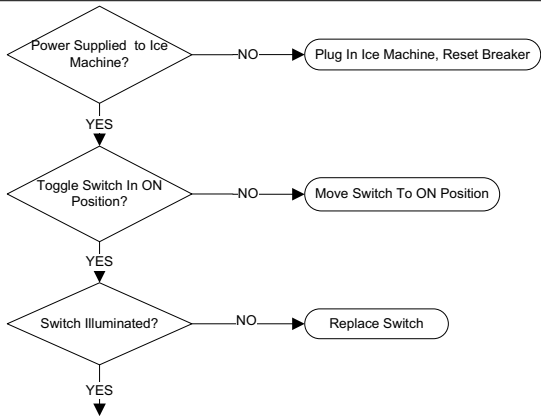 Power Supplied to Ice
Machine?
NO
Plug In Ice Machine, Reset Breaker
YES
Toggle Switch In ON
Position?
NO
Move Switch To ON Position
YES
Switch Illuminated?
NO
Replace Switch
YES